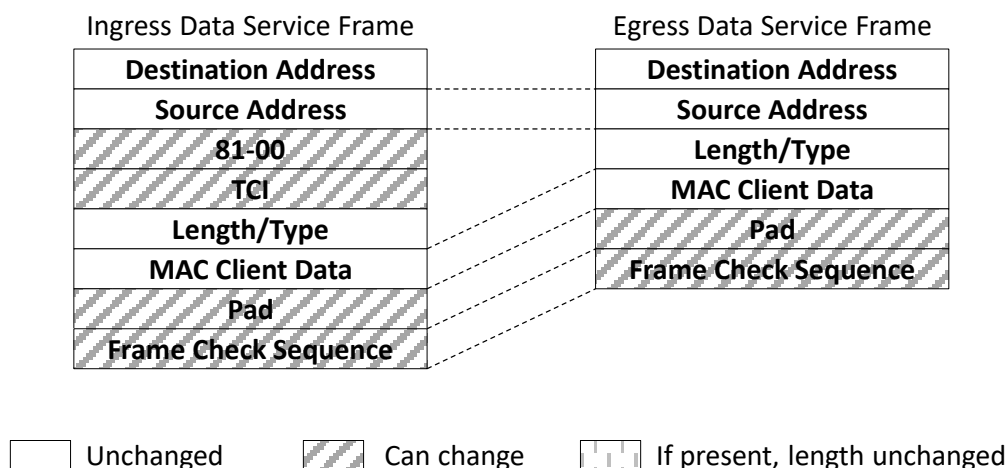 Ingress Data Service Frame
Destination Address
Source Address
81-00
TCI
Length/Type
MAC Client Data
Pad
Frame Check Sequence
Egress Data Service Frame
Destination Address
Source Address
Length/Type
MAC Client Data
Pad
Frame Check Sequence
Unchanged
Can change
If present, length unchanged